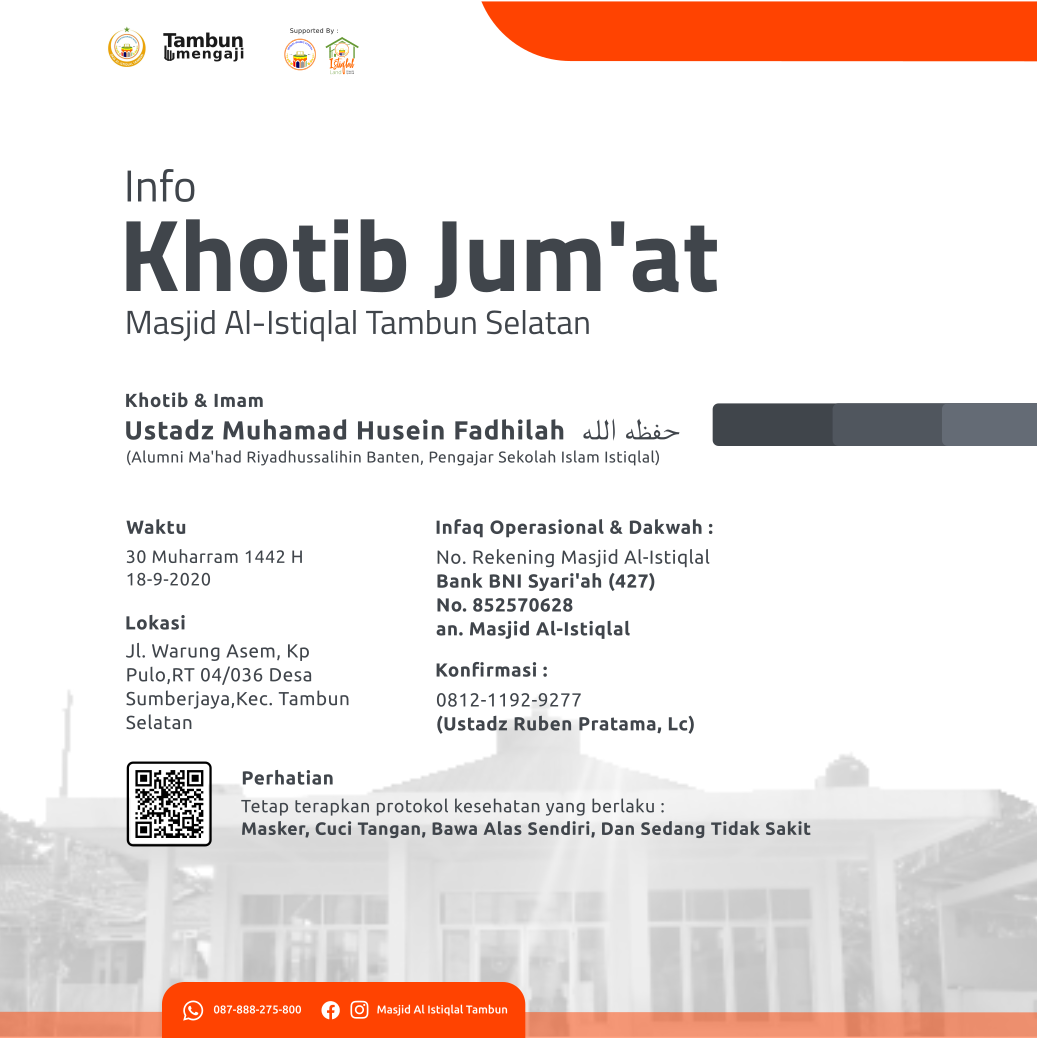 Tambun
mengaji
Supported By :
Istiqlal
Info
Khotib Jum'at
Masjid Al-Istiqlal Tambun Selatan
Khotib & Imam
Ustadz Muhamad Husein Fadhilah حفظه الله
(Alumni Ma'had Riyadhussalihin Banten, Pengajar Sekolah Islam Istiqlal)
Waktu
30 Muharram 1442 H
18-9-2020
Lokasi
Jl. Warung Asem, Kp
Pulo,RT 04/036 Desa
Sumberjaya,Kec. Tambun
Selatan
Infaq Operasional & Dakwah :
No. Rekening Masjid Al-Istiqlal
Bank BNI Syari'ah (427)
No. 852570628
an. Masjid Al-Istiqlal
Konfirmasi :
0812-1192-9277
(Ustadz Ruben Pratama, Lc)
Perhatian
Tetap terapkan protokol kesehatan yang berlaku :
Masker, Cuci Tangan, Bawa Alas Sendiri, Dan Sedang Tidak Sakit
087-888-275-800
Masjid Al Istiqlal Tambun